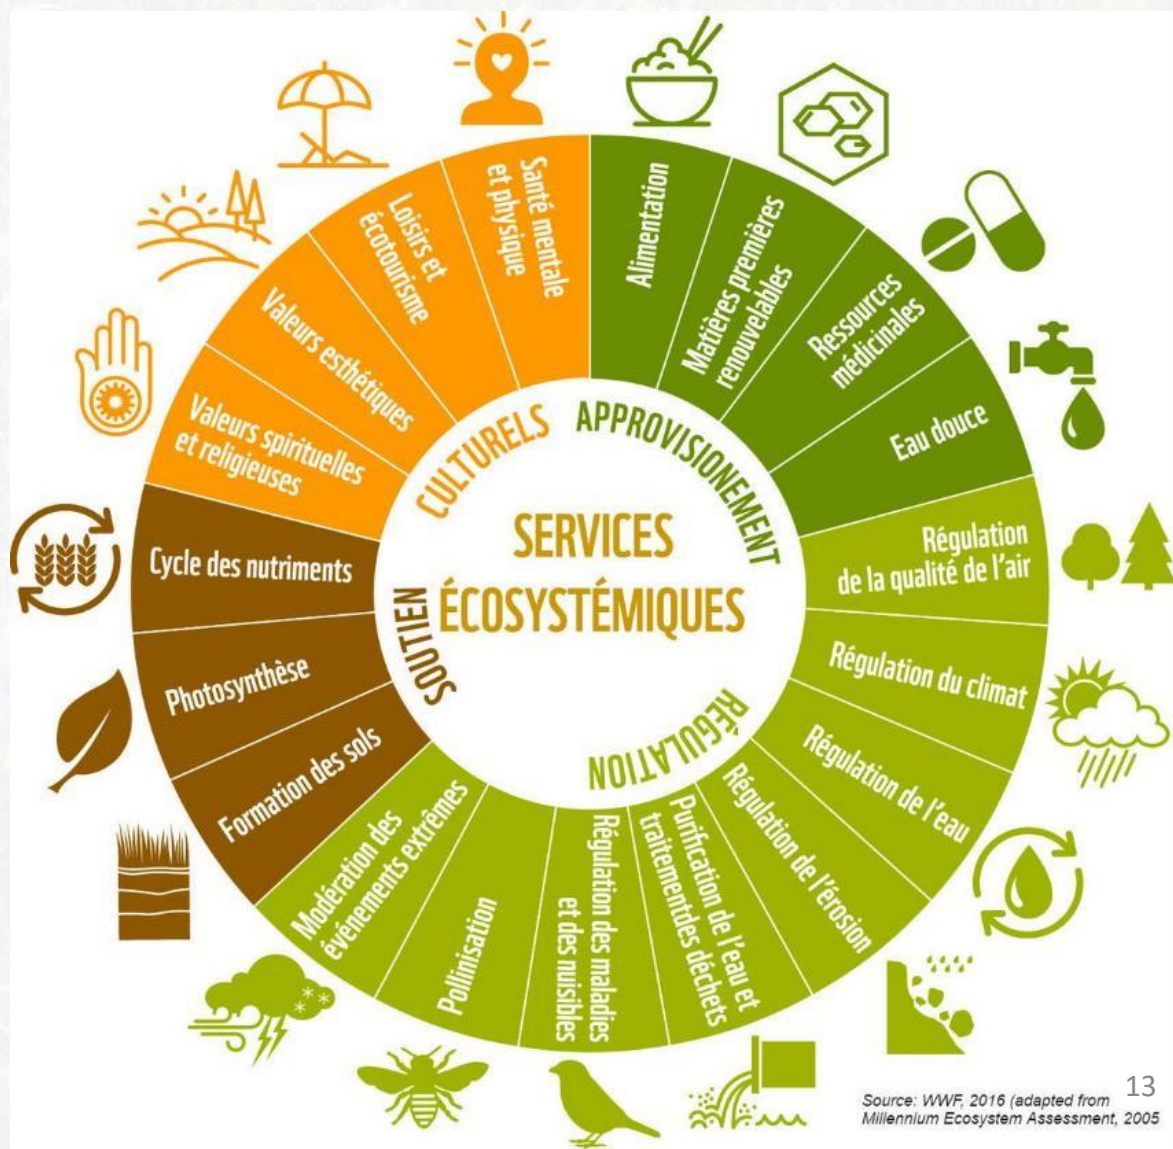 SERVICES
ÉCOSYSTÉMIQUES
APPROVISIONEMENT
Alimentation
Matières premières
renouvelables
Ressources
médicinales
Eau douce
RÉGULATION
Régulation
de la qualité de l'air
Régulation du climat
Régulation de l'eau
Régulation de l'érosion
Purification de l'eau et
traitementdes déchets
Régulation des maladies
et des nuisibles
Pollinisation
Modération des
événements extrêmes
SOUTIEN
Formation des sols
Photosynthèse
Cycle des nutriments
CULTURELS
Valeurs spirituelles
et religieuses
Valeurs esthétiques
Loisirs et
écotourisme
Santé mentale
et physique
Source: WWF, 2016 (adapted from
Millennium Ecosystem Assessment, 2005
13